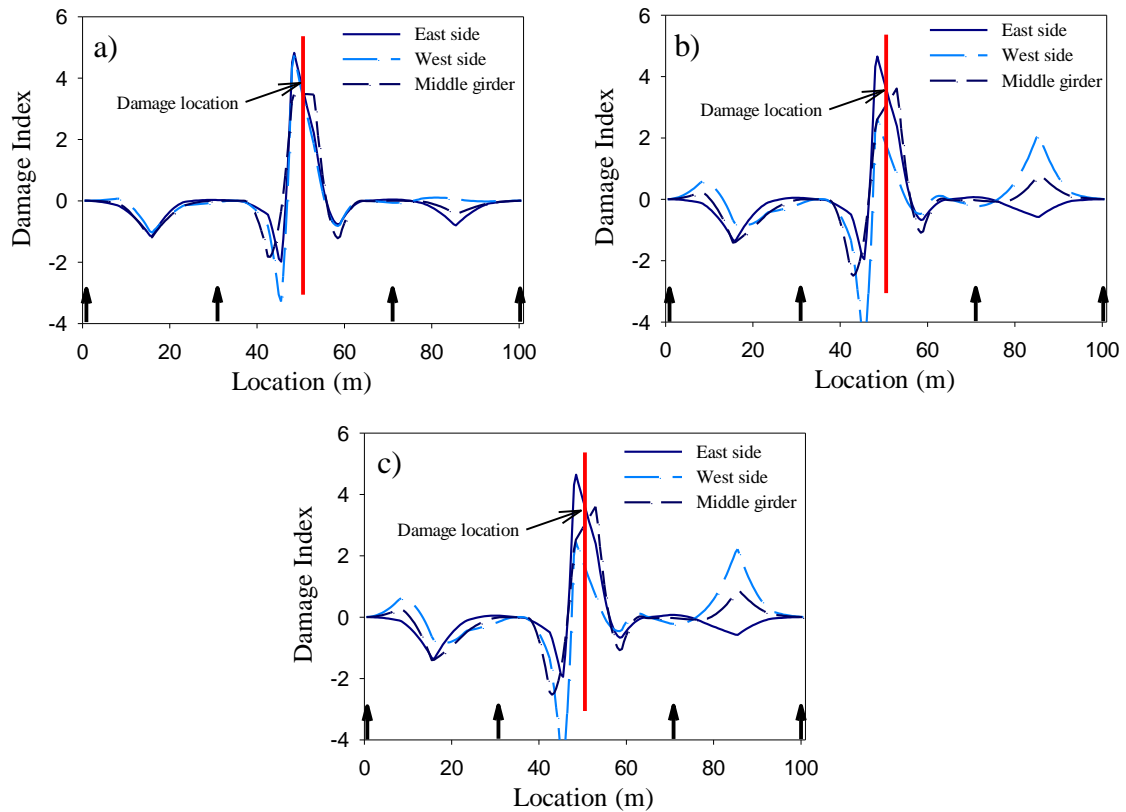 a)
East side
West side
Middle girder
Damage location
Damage Index
6
4
2
0
-2
-4
0
20
40
60
80
100
Location (m)
b)
East side
West side
Middle girder
Damage location
Damage Index
6
4
2
0
-2
-4
0
20
40
60
80
100
Location (m)
c)
East side
West side
Middle girder
Damage location
Damage Index
6
4
2
0
-2
-4
0
20
40
60
80
100
Location (m)